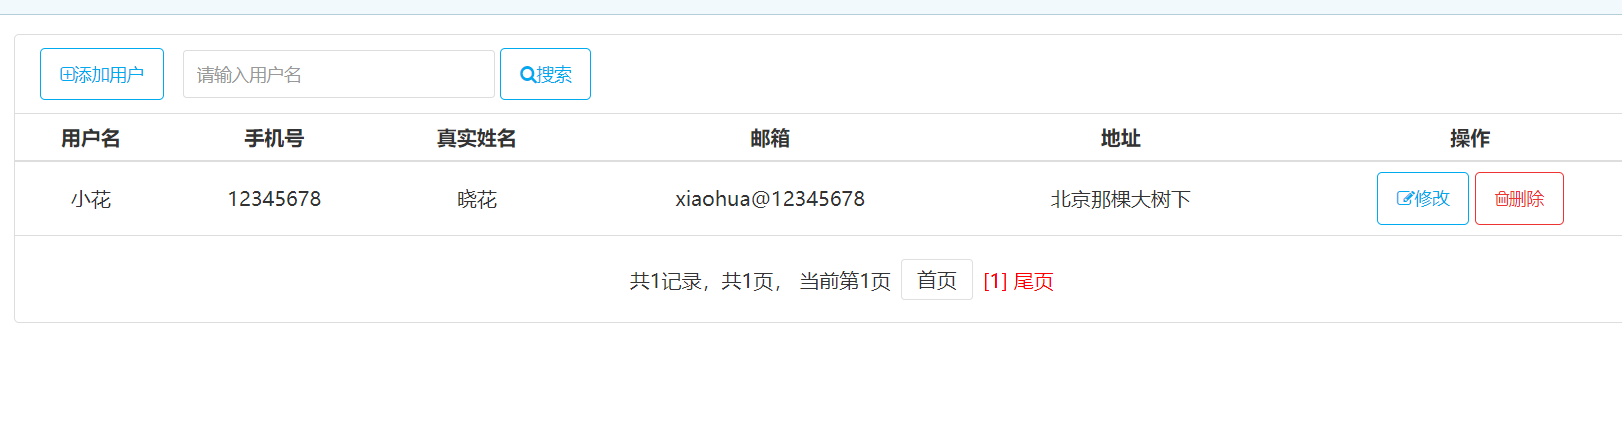 添加用户 请输入用户名 搜索
用户名 手机号 真实姓名 邮箱 地址 操作
小花 12345678 晓花 xiaohua@12345678 北京那棵大树下 修改 删除
共1记录，共1页， 当前第1页 首页 [1] 尾页